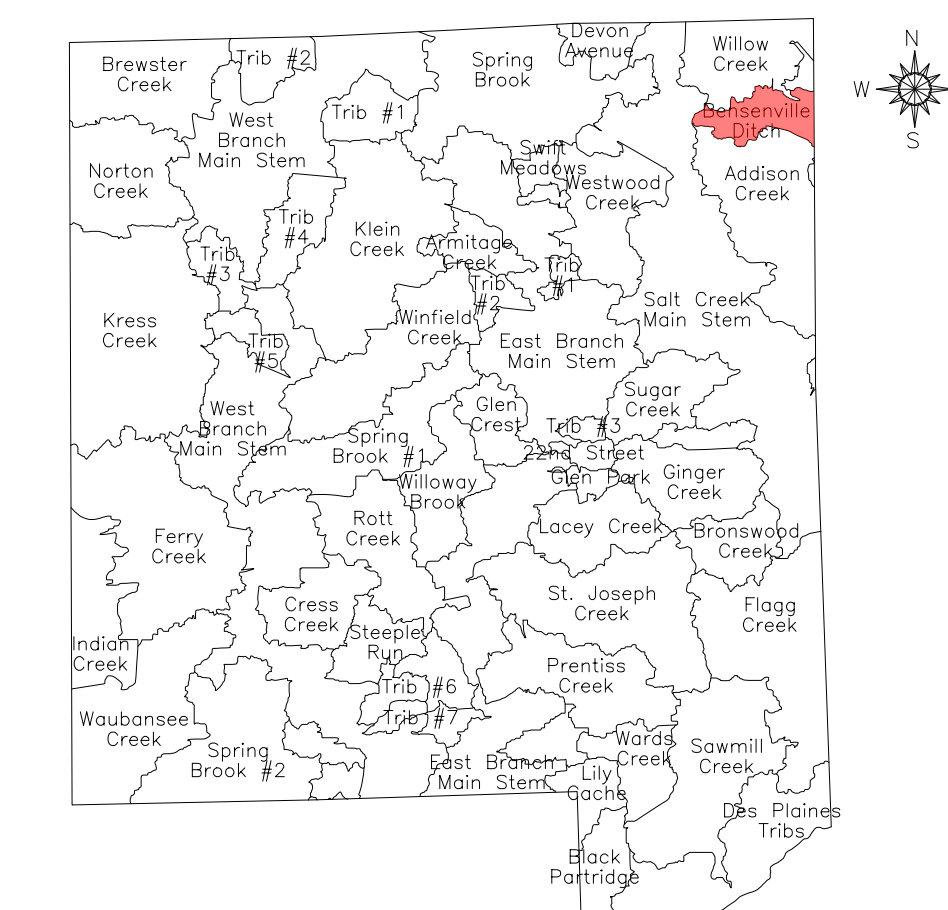 N
W
S
Devon
Avenue
Trib #2
Brewster
Creek
Spring
Brook
Willow
Creek
Trib #1
Bensenville
Ditch
West
Branch
Main Stem
Swift
Meadows
Norton
Creek
Westwood
Creek
Addison
Creek
Trib
#4
Klein
Creek
Armitage
Creek
Trib
#3
Trib
#1
Trib
#2
Salt Creek
Main Stem
Kress
Creek
Winfield
Creek
East Branch
Main Stem
Trib
#5
Sugar
Creek
Glen
Crest
West
Branch
Main Stem
Trib #3
Spring
Brook #1
22nd Street
Glen Park
Ginger
Creek
Willoway
Brook
Rott
Creek
Lacey Creek
Bronswood
Creek
Ferry
Creek
St. Joseph
Creek
Cress
Creek
Flagg
Creek
Steeple
Run
Indian
Creek
Prentiss
Creek
Trib #6
Trib #7
Waubansee
Creek
Wards
Creek
Sawmill
Creek
Spring
Brook #2
East Branch
Main Stem
Lily
Cache
Des Plaines
Tribs
Black
Partridge